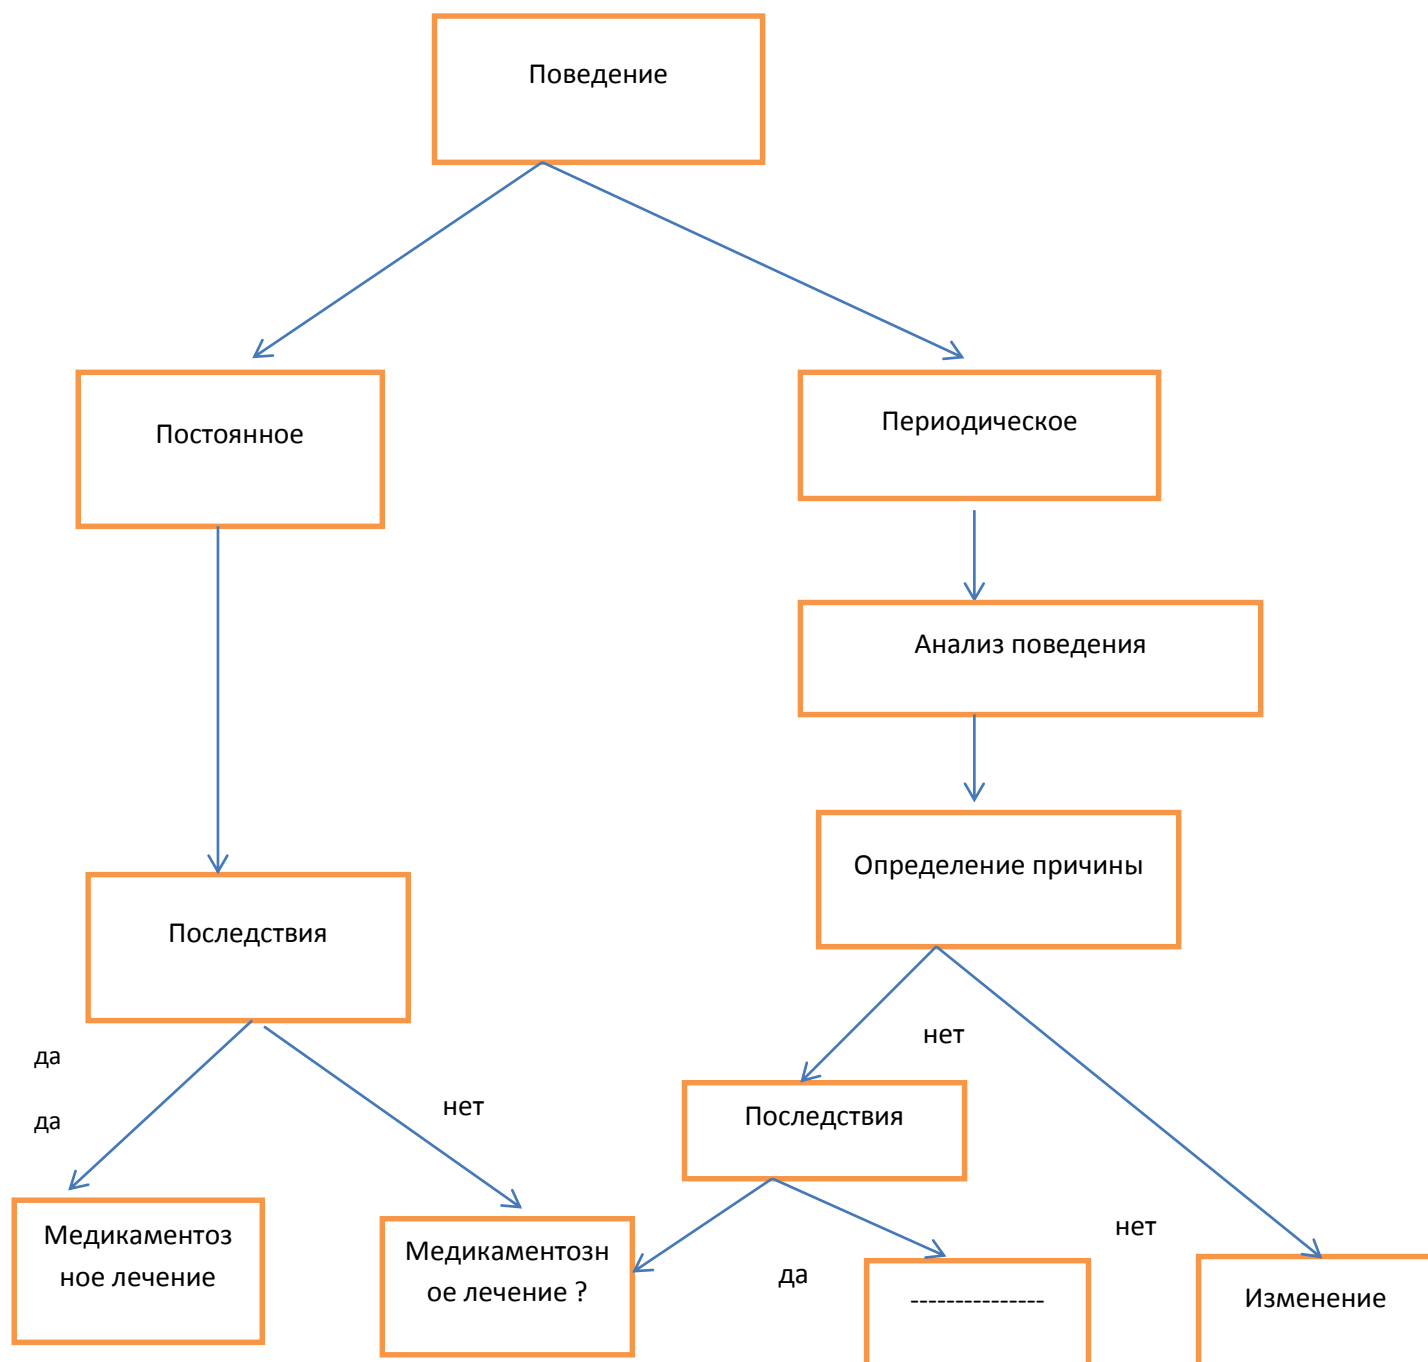 Поведение
Постоянное
Периодическое
Анализ поведения
Определение причины
Последствия
нет
да
нет
Последствия
да
Медикаментоз
ное лечение
Медикаментозн
ое лечение ?
да
нет
---------------
Изменение